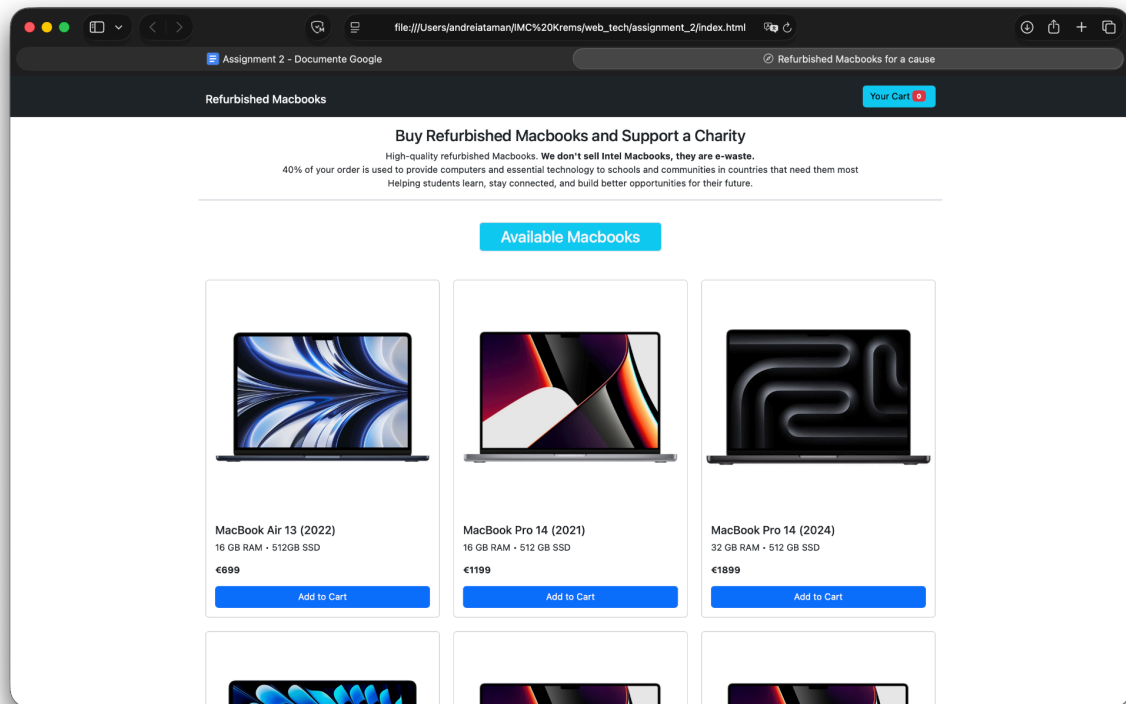 file:///Users/andreiataman/IMC%20Krems/web_tech/assignment_2/index.html
Assignment 2 - Documente Google
Refurbished Macbooks for a cause
Refurbished Macbooks
Your Cart 0
Buy Refurbished Macbooks and Support a Charity
High-quality refurbished Macbooks. We don't sell Intel Macbooks, they are e-waste.
40% of your order is used to provide computers and essential technology to schools and communities in countries that need them most
Helping students learn, stay connected, and build better opportunities for their future.
Available Macbooks
MacBook Air 13 (2022)
16 GB RAM • 512GB SSD
€699
Add to Cart
MacBook Pro 14 (2021)
16 GB RAM • 512 GB SSD
€1199
Add to Cart
MacBook Pro 14 (2024)
32 GB RAM • 512 GB SSD
€1899
Add to Cart